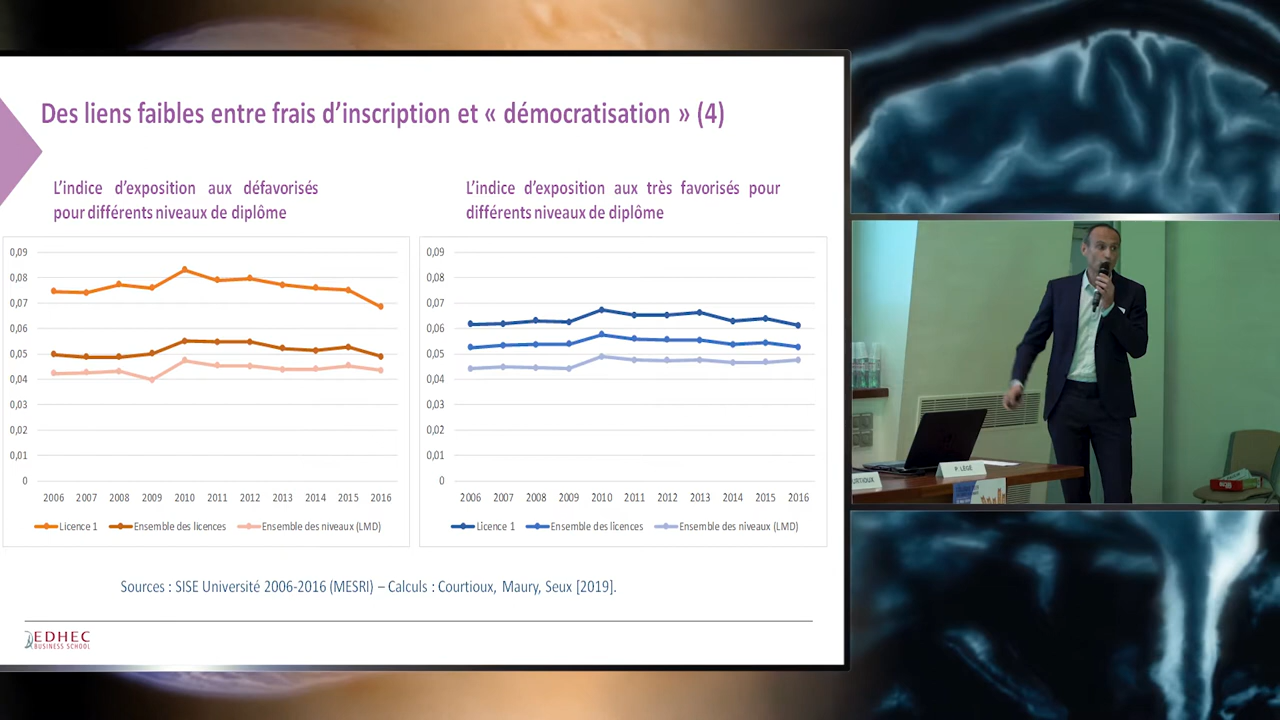 Des liens faibles entre frais d’inscription et « démocratisation » (4)
L’indice d’exposition aux défavorisés
pour différents niveaux de diplôme
L’indice d’exposition aux très favorisés pour
différents niveaux de diplôme
0,09
0,08
0,07
0,06
0,05
0,04
0,03
0,02
0,01
0
2006 2007 2008 2009 2010 2011 2012 2013 2014 2015 2016
Licence 1 Ensemble des licences Ensemble des niveaux (LMD)
0,09
0,08
0,07
0,06
0,05
0,04
0,03
0,02
0,01
0
2006 2007 2008 2009 2010 2011 2012 2013 2014 2015 2016
Licence 1 Ensemble des licences Ensemble des niveaux (LMD)
Sources : SISE Université 2006-2016 (MESRI) – Calculs : Courtioux, Maury, Seux [2019].
EDHEC
BUSINESS SCHOOL
P. LÉGÉ